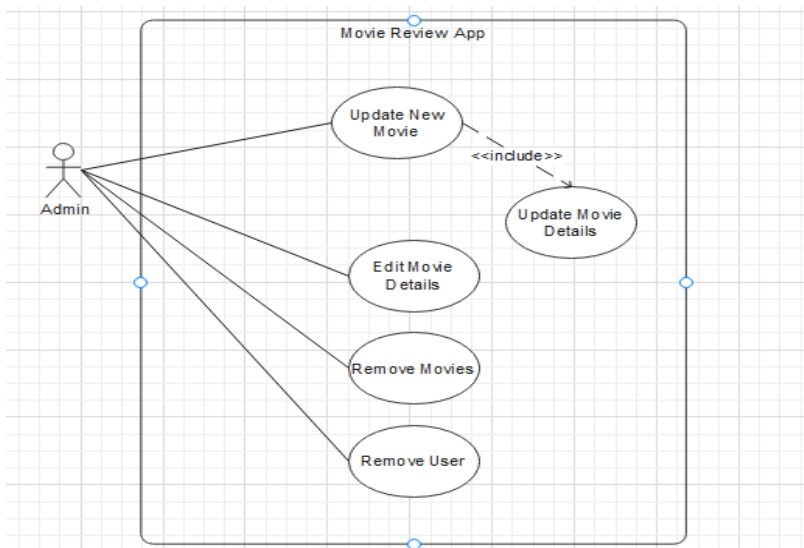 Movie Review App
Update New
Movie
<<include>>
Admin
Update Movie
Details
Edit Movie
Details
Remove Movies
Remove User